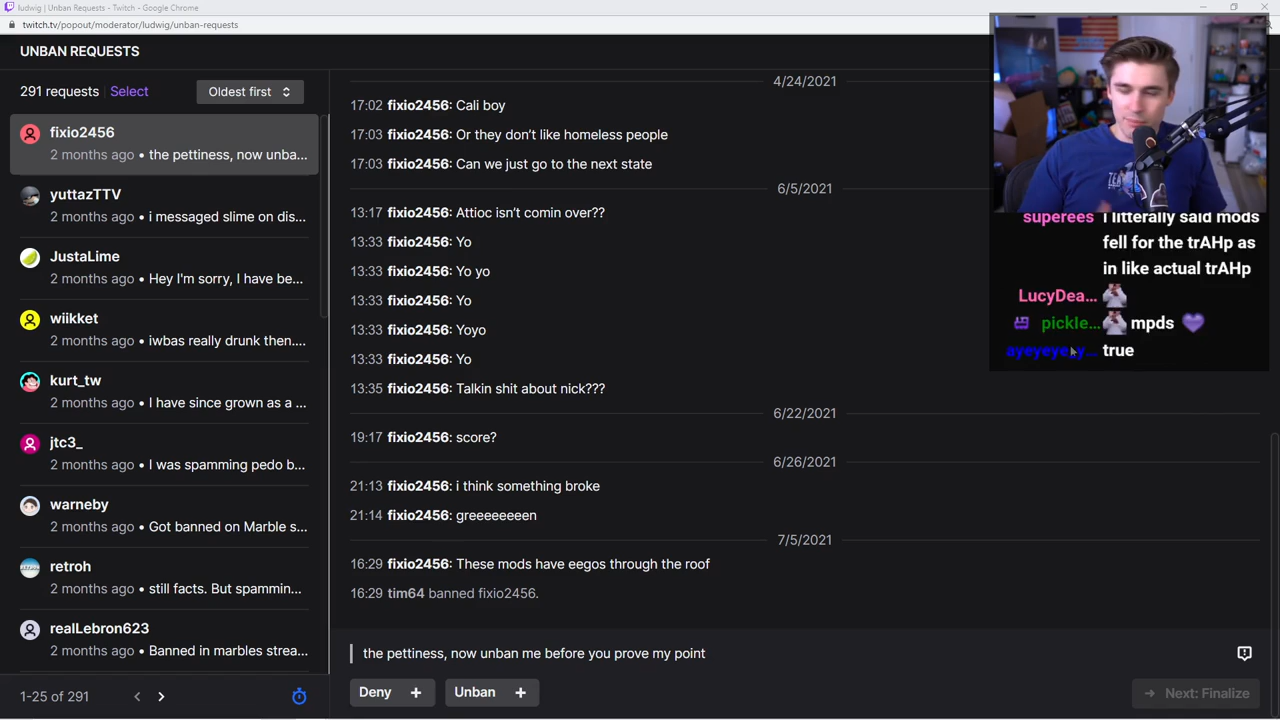 ludwig | Unban Requests - Twitch - Google Chrome
twitch.tv/popout/moderator/ludwig/unban-requests
UNBAN REQUESTS
291 requests Select Oldest first
fixio2456
2 months ago • the pettiness, now unba...
yuttazTTV
2 months ago • i messaged slime on dis...
JustaLime
2 months ago • Hey I'm sorry, I have be...
wiikket
2 months ago • iwbas really drunk then....
kurt_tw
2 months ago • I have since grown as a ...
jtc3_
2 months ago • I was spamming pedo b...
warneby
2 months ago • Got banned on Marble s...
retroh
2 months ago • still facts. But spammin...
realLebron623
2 months ago • Banned in marbles strea...
1-25 of 291
4/24/2021
17:02 fixio2456: Cali boy
17:03 fixio2456: Or they don't like homeless people
17:03 fixio2456: Can we just go to the next state
6/5/2021
13:17 fixio2456: Attioc isn't comin over??
13:33 fixio2456: Yo
13:33 fixio2456: Yo yo
13:33 fixio2456: Yo
13:33 fixio2456: Yoyo
13:33 fixio2456: Yo
13:35 fixio2456: Talkin shit about nick???
6/22/2021
19:17 fixio2456: score?
6/26/2021
21:13 fixio2456: i think something broke
21:14 fixio2456: greeeeeeeen
7/5/2021
16:29 fixio2456: These mods have eegos through the roof
16:29 tim64 banned fixio2456.
the pettiness, now unban me before you prove my point
Deny + Unban + → Next: Finalize
superees I litterally said mods
fell for the trAHp as
in like actual trAHp
LucyDea...
pickle... mpds
true